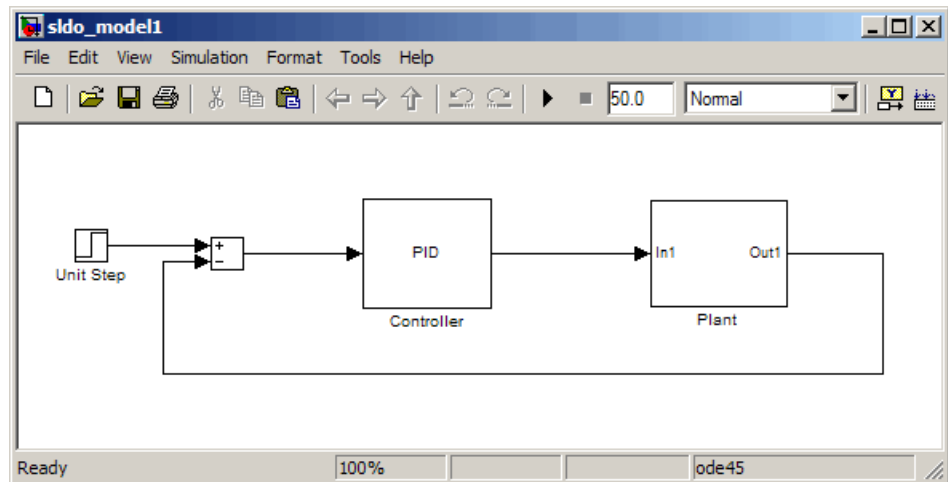 sldo_model1
File Edit View Simulation Format Tools Help
50.0 Normal
+
−
PID
In1 Out1
Unit Step
Controller
Plant
Ready 100% ode45